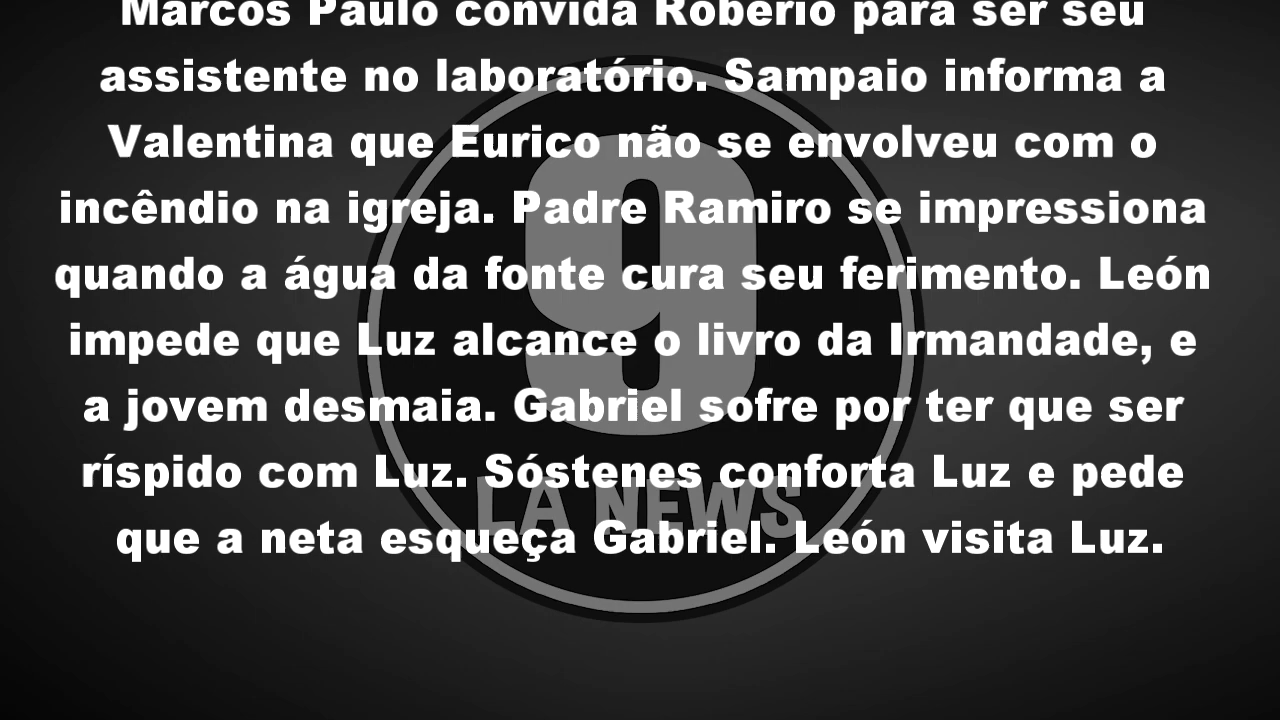 Marcos Paulo convida Robério para ser seu
assistente no laboratório. Sampaio informa a
Valentina que Eurico não se envolveu com o
incêndio na igreja. Padre Ramiro se impressiona
quando a água da fonte cura seu ferimento. León
impede que Luz alcance o livro da Irmandade, e
a jovem desmaia. Gabriel sofre por ter que ser
ríspido com Luz. Sóstenes conforta Luz e pede
que a neta esqueça Gabriel. León visita Luz.
9
LA NEWS